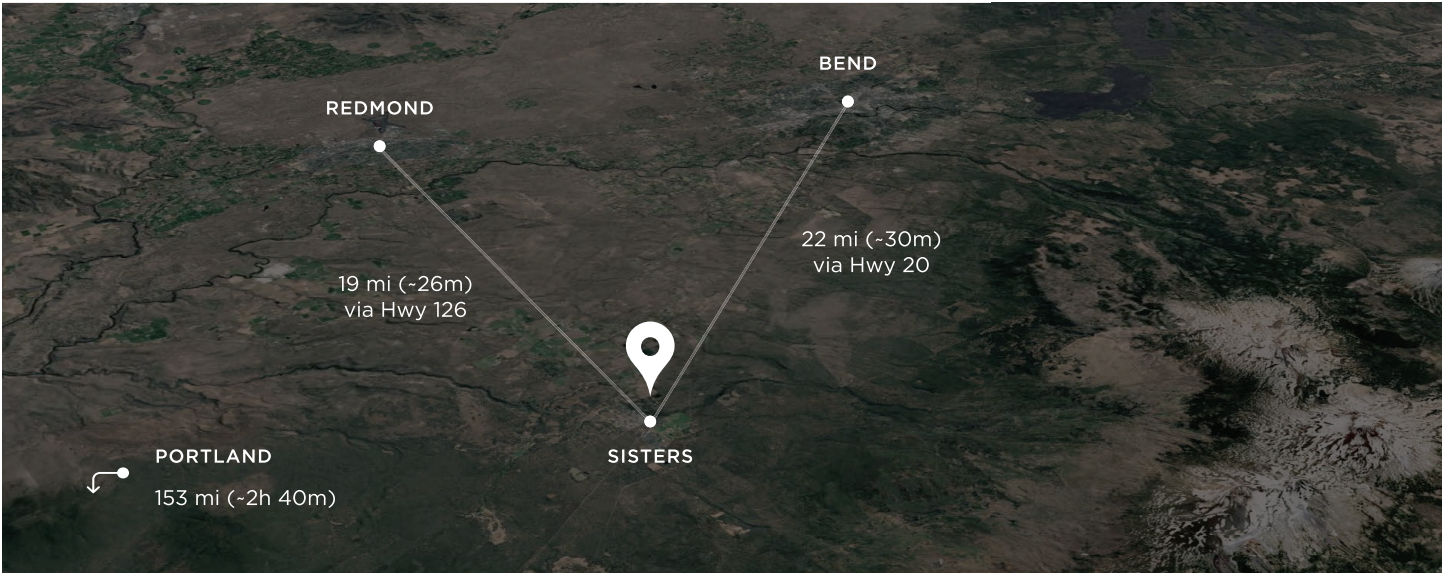 BEND
REDMOND
22 mi (~30m)
via Hwy 20
19 mi (~26m)
via Hwy 126
SISTERS
PORTLAND
153 mi (~2h 40m)